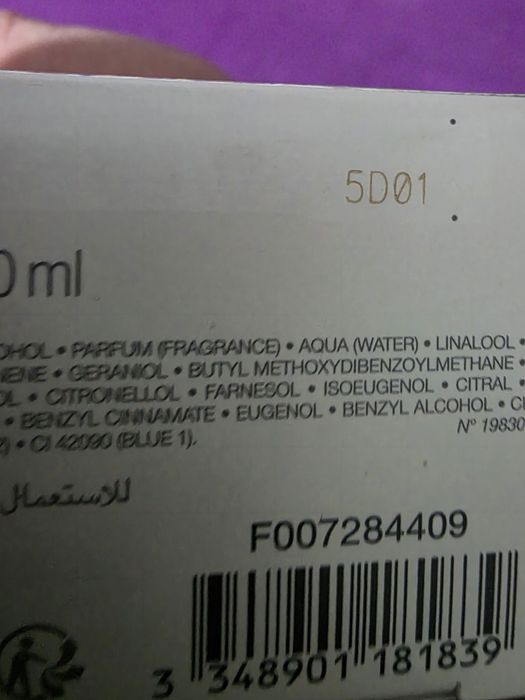 5D01
0 ml
OHOL • PARFUM (FRAGRANCE) • AQUA (WATER) • LINALOOL •
NENE • GERANIOL • BUTYL METHOXYDIBENZOYLMETHANE •
OL • CITRONELLOL • FARNESOL • ISOEUGENOL • CITRAL •
• BENZYL CINNAMATE • EUGENOL • BENZYL ALCOHOL • CI
) • CI 42090 (BLUE 1).
N° 19830
للاستعمال
F007284409
3 348901 181839